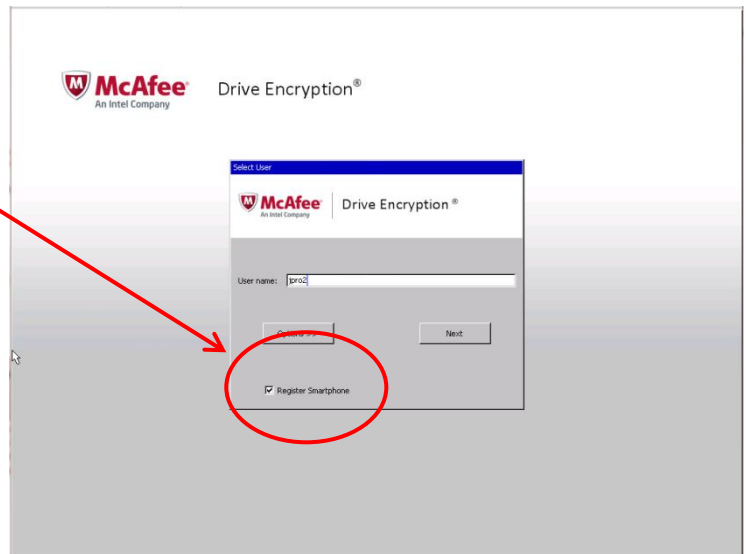 McAfee®
An Intel Company
Drive Encryption®
Select User
McAfee®
An Intel Company
Drive Encryption®
User name: jpro2
Options >> Next
Register Smartphone